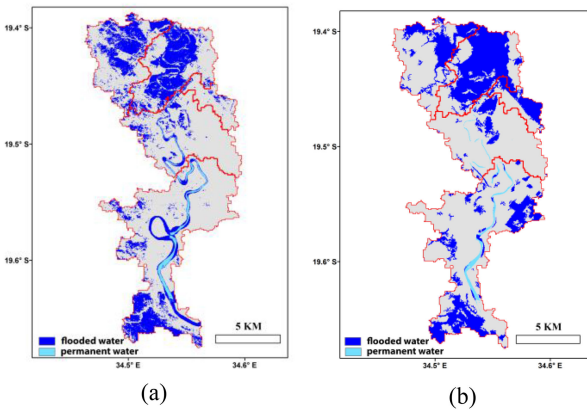 19.4° S
19.5° S
19.6° S
5 KM
flooded water
permanent water
34.5° E
34.6° E
(a)
19.4° S
19.5° S
19.6° S
5 KM
flooded water
permanent water
34.5° E
34.6° E
(b)